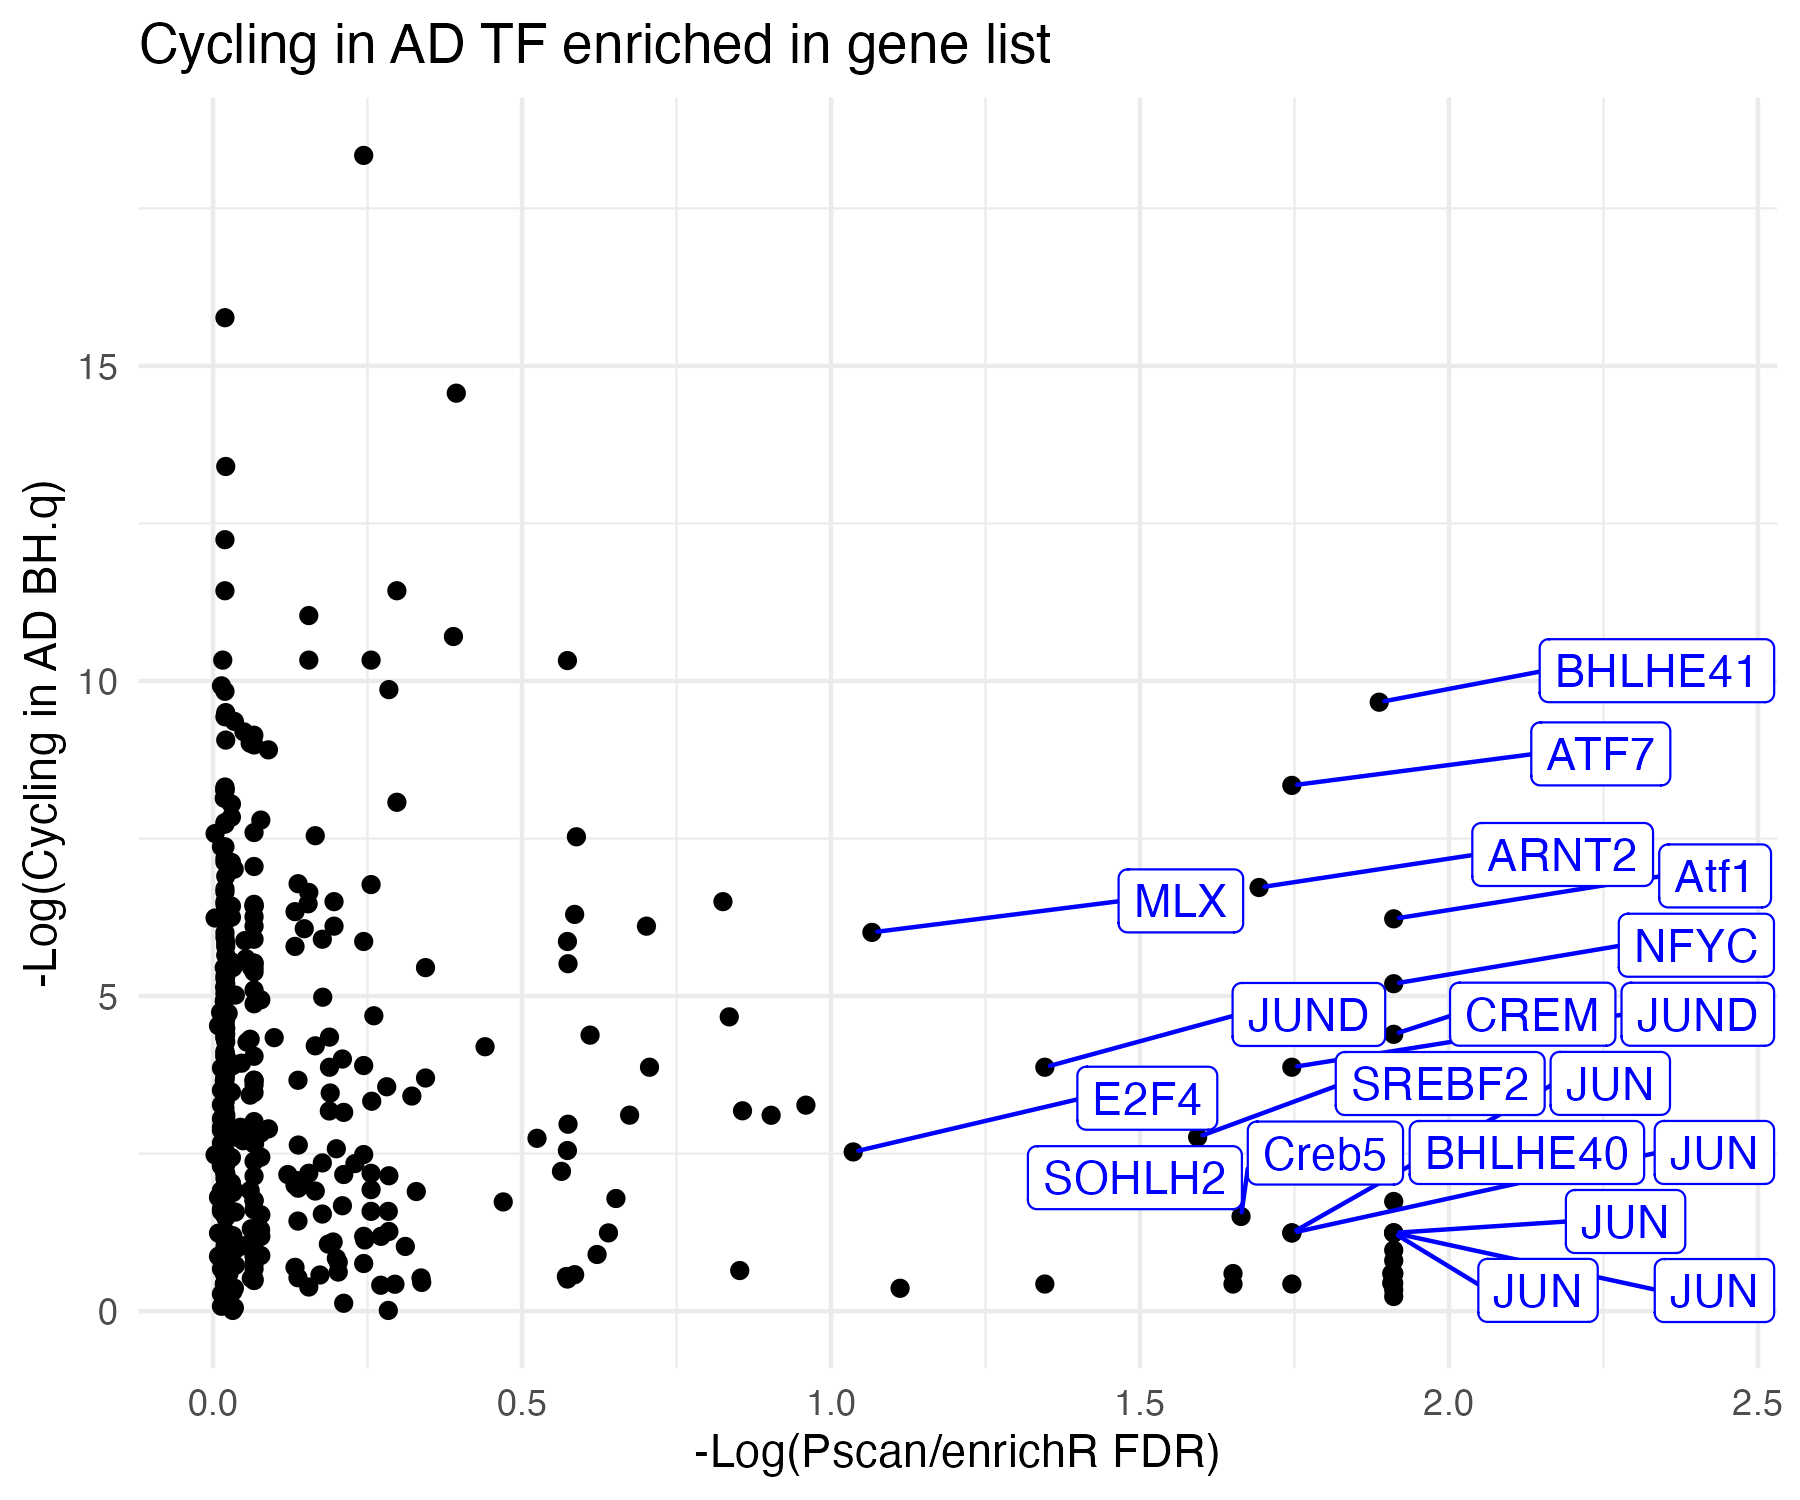 Cycling in AD TF enriched in gene list
-Log(Cycling in AD BH.q)
15
10
5
0
BHLHE41
ATF7
ARNT2
Atf1
MLX
NFYC
JUND
CREM
JUND
E2F4
SREBF2
JUN
SOHLH2
Creb5
BHLHE40
JUN
JUN
JUN
JUN
0.0
0.5
1.0
1.5
2.0
2.5
-Log(Pscan/enrichR FDR)